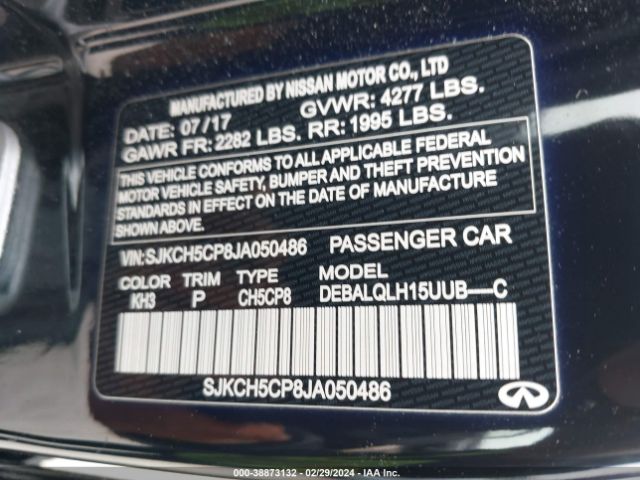 MANUFACTURED BY NISSAN MOTOR CO., LTD
DATE: 07/17 GVWR: 4277 LBS.
GAWR FR: 2282 LBS. RR: 1995 LBS.
THIS VEHICLE CONFORMS TO ALL APPLICABLE FEDERAL
MOTOR VEHICLE SAFETY, BUMPER AND THEFT PREVENTION
STANDARDS IN EFFECT ON THE DATE OF MANUFACTURE
SHOWN ABOVE.
VIN: SJKCH5CP8JA050486 PASSENGER CAR
COLOR TRIM TYPE MODEL
KH3 P CH5CP8 DEBALQLH15UUB—C
SJKCH5CP8JA050486
000-38873132 - 02/29/2024 - IAA Inc.